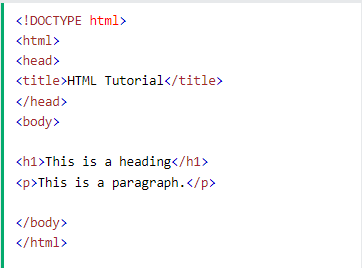 <!DOCTYPE html>
<html>
<head>
<title>HTML Tutorial</title>
</head>
<body>

<h1>This is a heading</h1>
<p>This is a paragraph.</p>

</body>
</html>